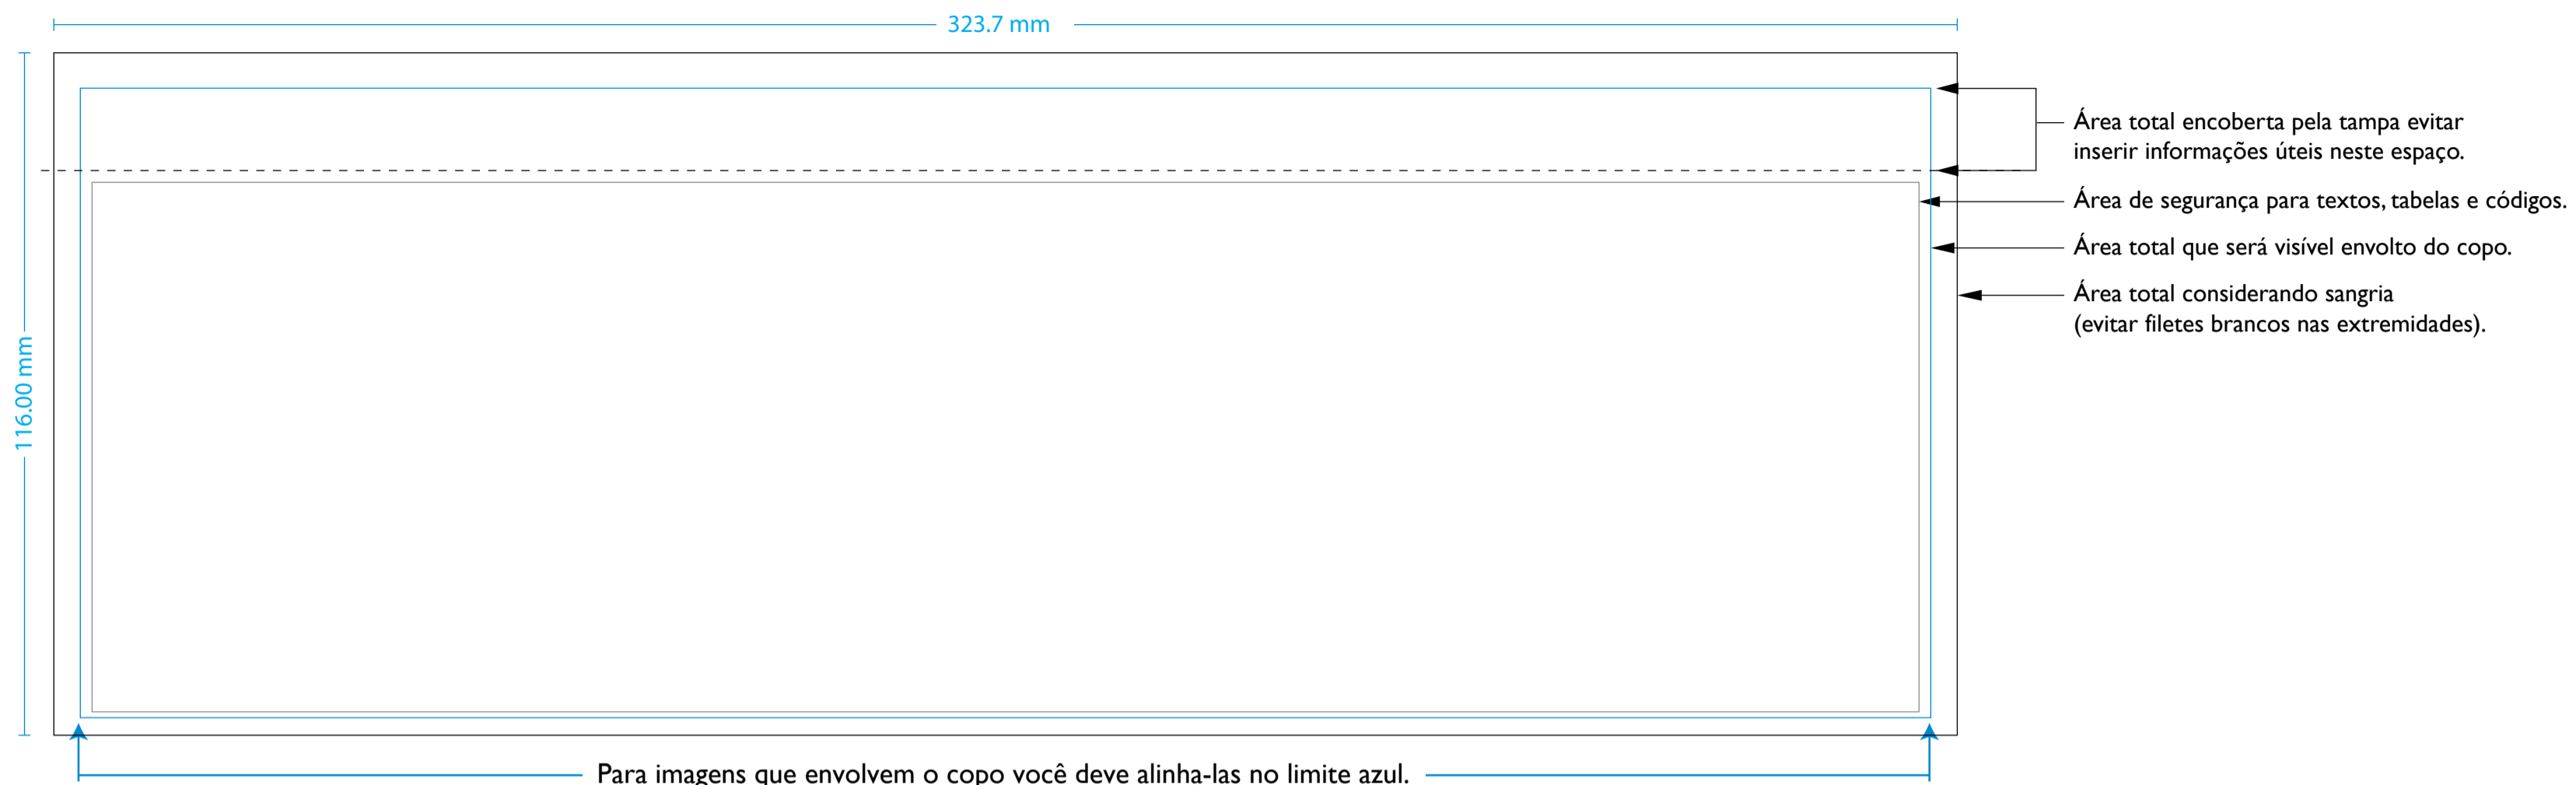 323.7 mm
116.00 mm
Área total encoberta pela tampa evitar
inserir informações úteis neste espaço.
Área de segurança para textos, tabelas e códigos.
Área total que será visível envolto do copo.
Área total considerando sangria
(evitar filetes brancos nas extremidades).
Para imagens que envolvem o copo você deve alinha-las no limite azul.